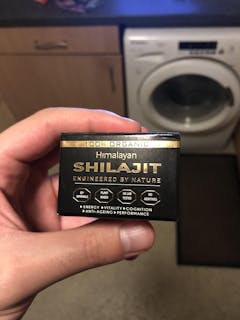 100% ORGANIC
Himalayan
SHILAJIT
ENGINEERED BY NATURE
ENERGY VITALITY COGNITION
ANTI-AGEING PERFORMANCE